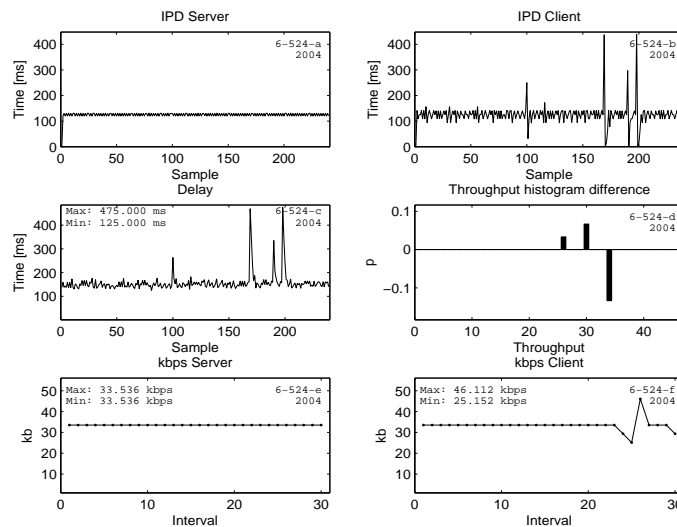 IPD Server
6-524-a
2004
Time [ms]
400
300
200
100
0
0 50 100 150 200
Sample
IPD Client
6-524-b
2004
Time [ms]
400
300
200
100
0
0 50 100 150 200
Sample
Delay
Max: 475.000 ms
Min: 125.000 ms
6-524-c
2004
Time [ms]
400
300
200
100
0 50 100 150 200
Sample
Throughput histogram difference
6-524-d
2004
p
0.1
0
−0.1
0 10 20 30 40
Throughput
kbps Server
Max: 33.536 kbps
Min: 33.536 kbps
6-524-e
2004
kb
50
40
30
20
10
0 10 20 30
Interval
kbps Client
Max: 46.112 kbps
Min: 25.152 kbps
6-524-f
2004
kb
50
40
30
20
10
0 10 20 30
Interval